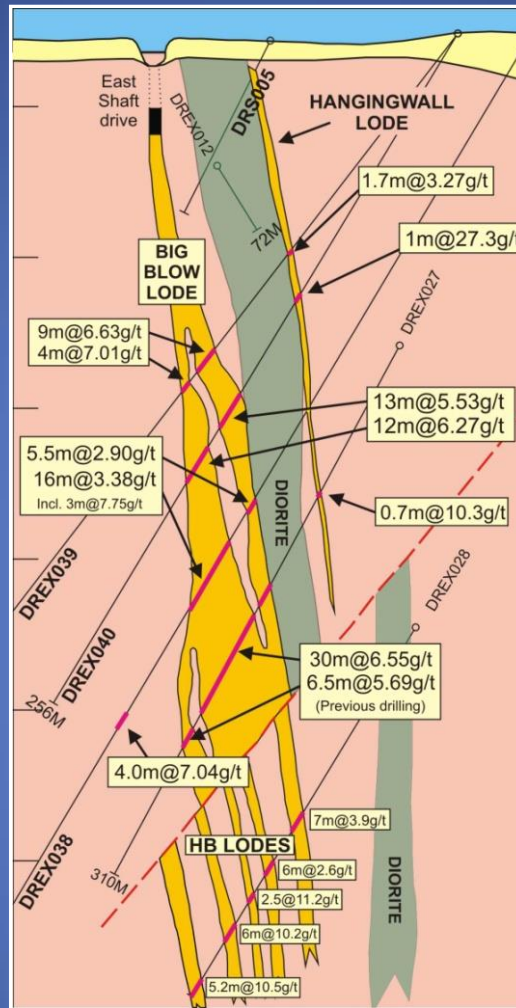 East
Shaft
drive
DREX012
DRS005
HANGINGWALL
LODE
72M
1.7m@3.27g/t
1m@27.3g/t
BIG
BLOW
LODE
DREX027
9m@6.63g/t
4m@7.01g/t
13m@5.53g/t
12m@6.27g/t
5.5m@2.90g/t
16m@3.38g/t
Incl. 3m@7.75g/t
DIORITE
0.7m@10.3g/t
DREX028
DREX039
DREX040
256M
30m@6.55g/t
6.5m@5.69g/t
(Previous drilling)
4.0m@7.04g/t
DREX038
310M
HB LODES
7m@3.9g/t
6m@2.6g/t
2.5@11.2g/t
6m@10.2g/t
5.2m@10.5g/t
DIORITE